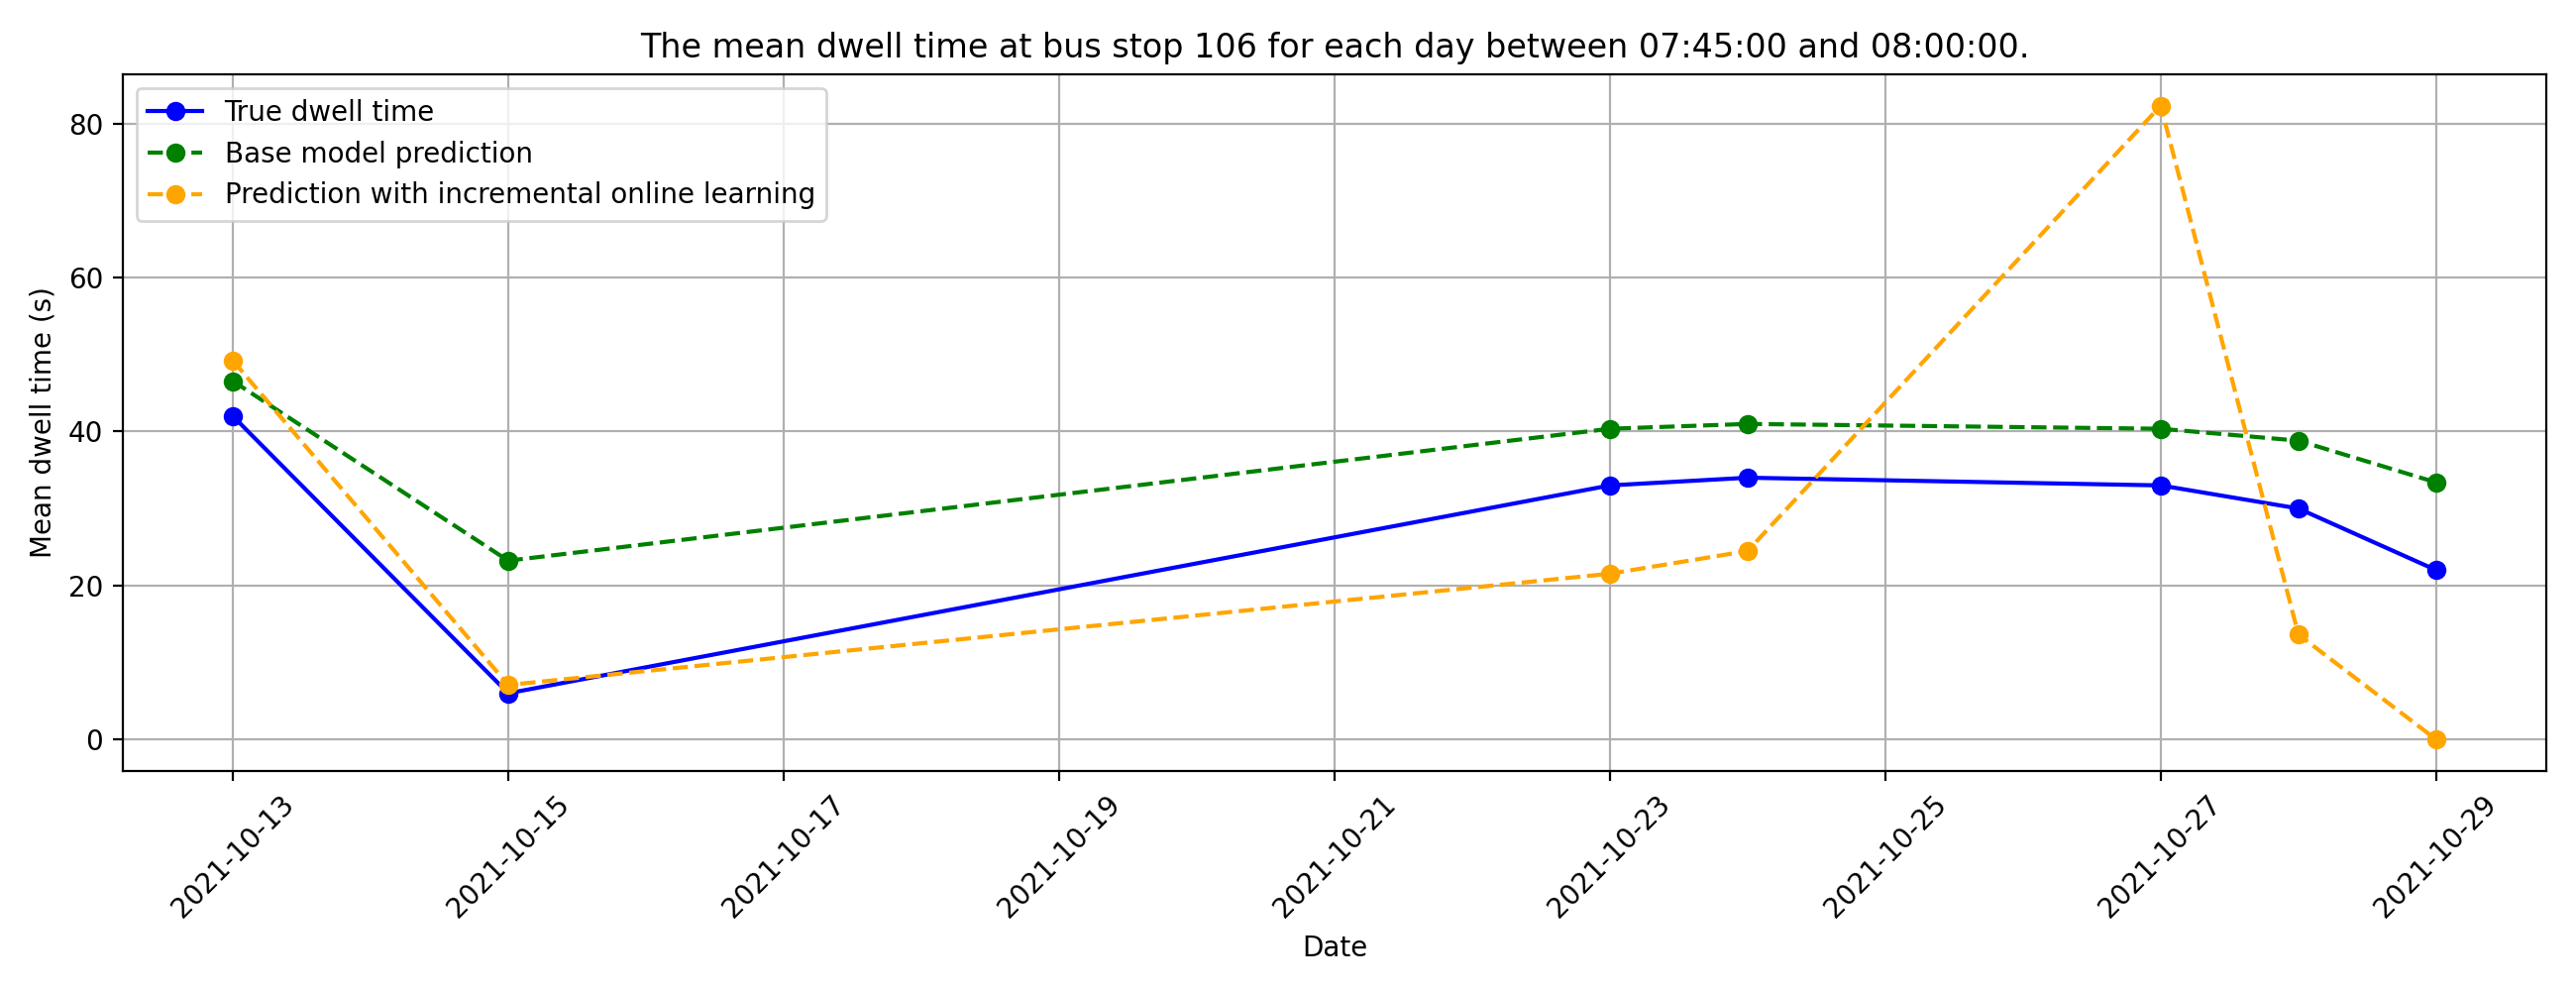 The mean dwell time at bus stop 106 for each day between 07:45:00 and 08:00:00.
True dwell time
Base model prediction
Prediction with incremental online learning
Mean dwell time (s)
80
60
40
20
0
2021-10-13
2021-10-15
2021-10-17
2021-10-19
2021-10-21
2021-10-23
2021-10-25
2021-10-27
2021-10-29
Date